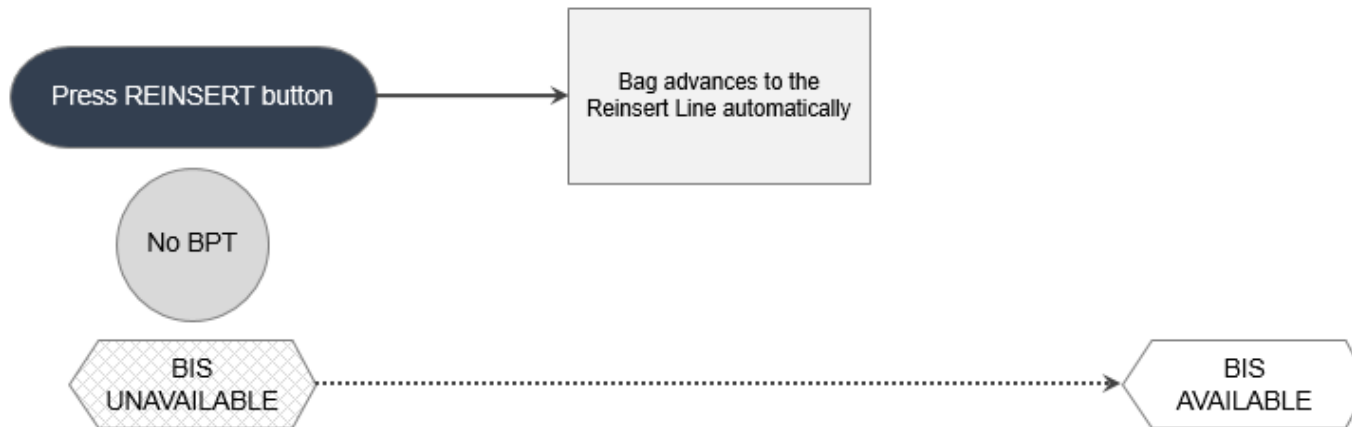 Press REINSERT button
Bag advances to the
Reinsert Line automatically
No BPT
BIS
UNAVAILABLE
BIS
AVAILABLE